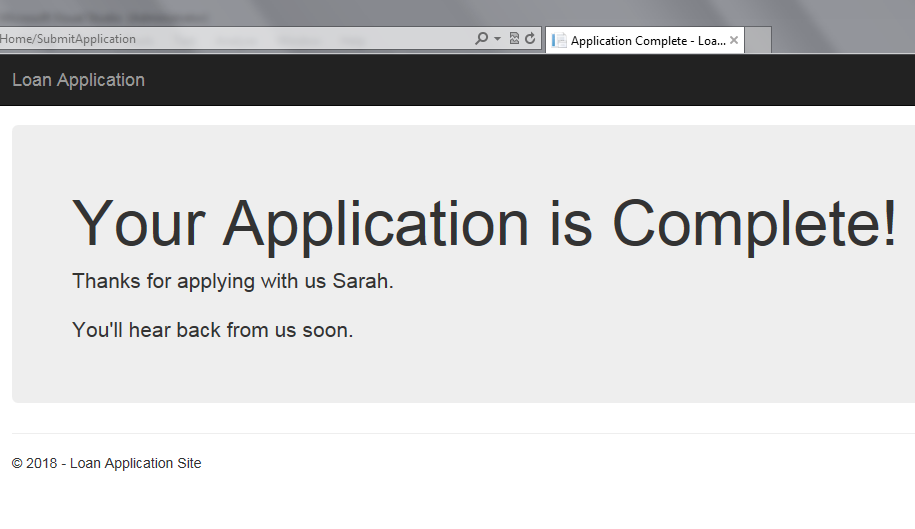 Home/SubmitApplication
Application Complete - Loa...
Loan Application
Your Application is Complete!
Thanks for applying with us Sarah.
You'll hear back from us soon.
© 2018 - Loan Application Site